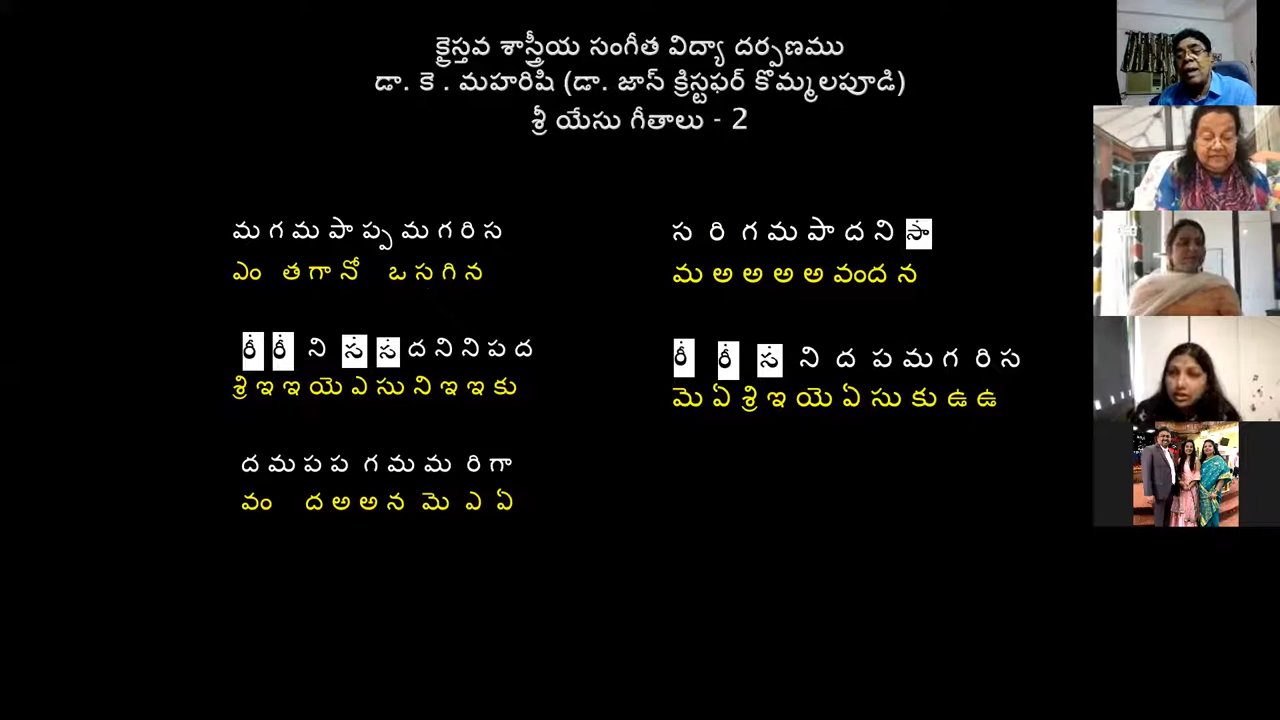 క్రైస్తవ శాస్త్రీయ సంగీత విద్యా దర్పణము
డా. కె . మహరిషి (డా. జాస్ క్రిస్టఫర్ కొమ్మలపూడి)
శ్రీ యేసు గీతాలు - 2
మ గ మ పా ప్ప మ గ రి స
ఎం త గా నో ఒ స గి న
రీ̇ రీ̇ ని స̇ స̇ ద ని ని ప ద
శ్రి ఇ ఇ యె ఎ సు ని ఇ ఇ కు
ద మ ప ప గ మ మ రి గా
వం ద అ అ న మె ఎ ఏ
స రి గ మ పా ద ని సా̇
మ అ అ అ అ వంద న
రీ̇ రీ̇ స̇ ని ద ప మ గ రి స
మె ఏ శ్రి ఇ యె ఏ సు కు ఉ ఉ